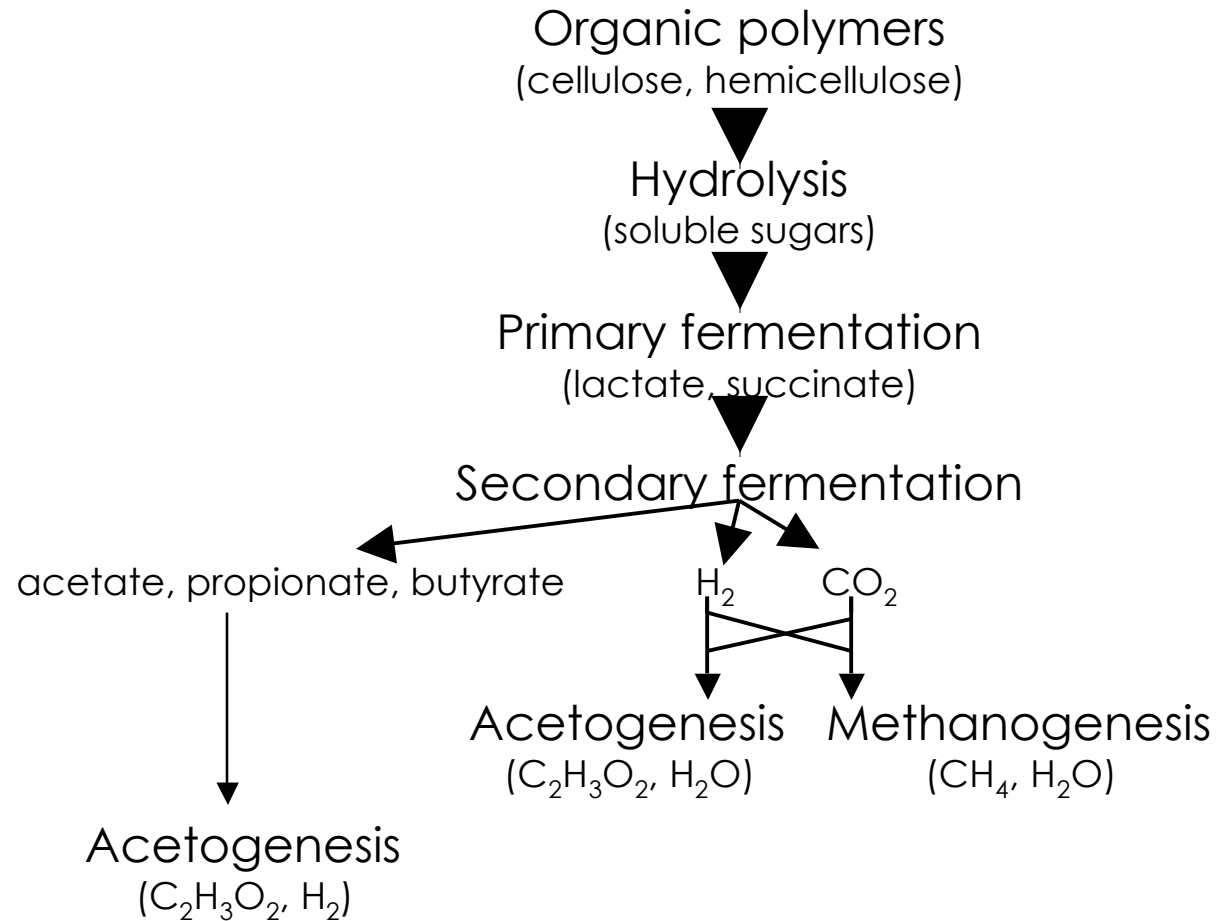 Organic polymers
(cellulose, hemicellulose)
Hydrolysis
(soluble sugars)
Primary fermentation
(lactate, succinate)
Secondary fermentation
acetate, propionate, butyrate
H₂
CO₂
Acetogenesis
(C₂H₃O₂, H₂O)
Methanogenesis
(CH₄, H₂O)
Acetogenesis
(C₂H₃O₂, H₂)